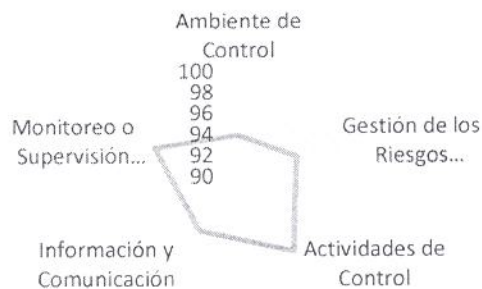 Ambiente de
Control
100
98
96
94
92
90
Gestión de los
Riesgos...
Actividades de
Control
Información y
Comunicación
Monitoreo o
Supervisión...